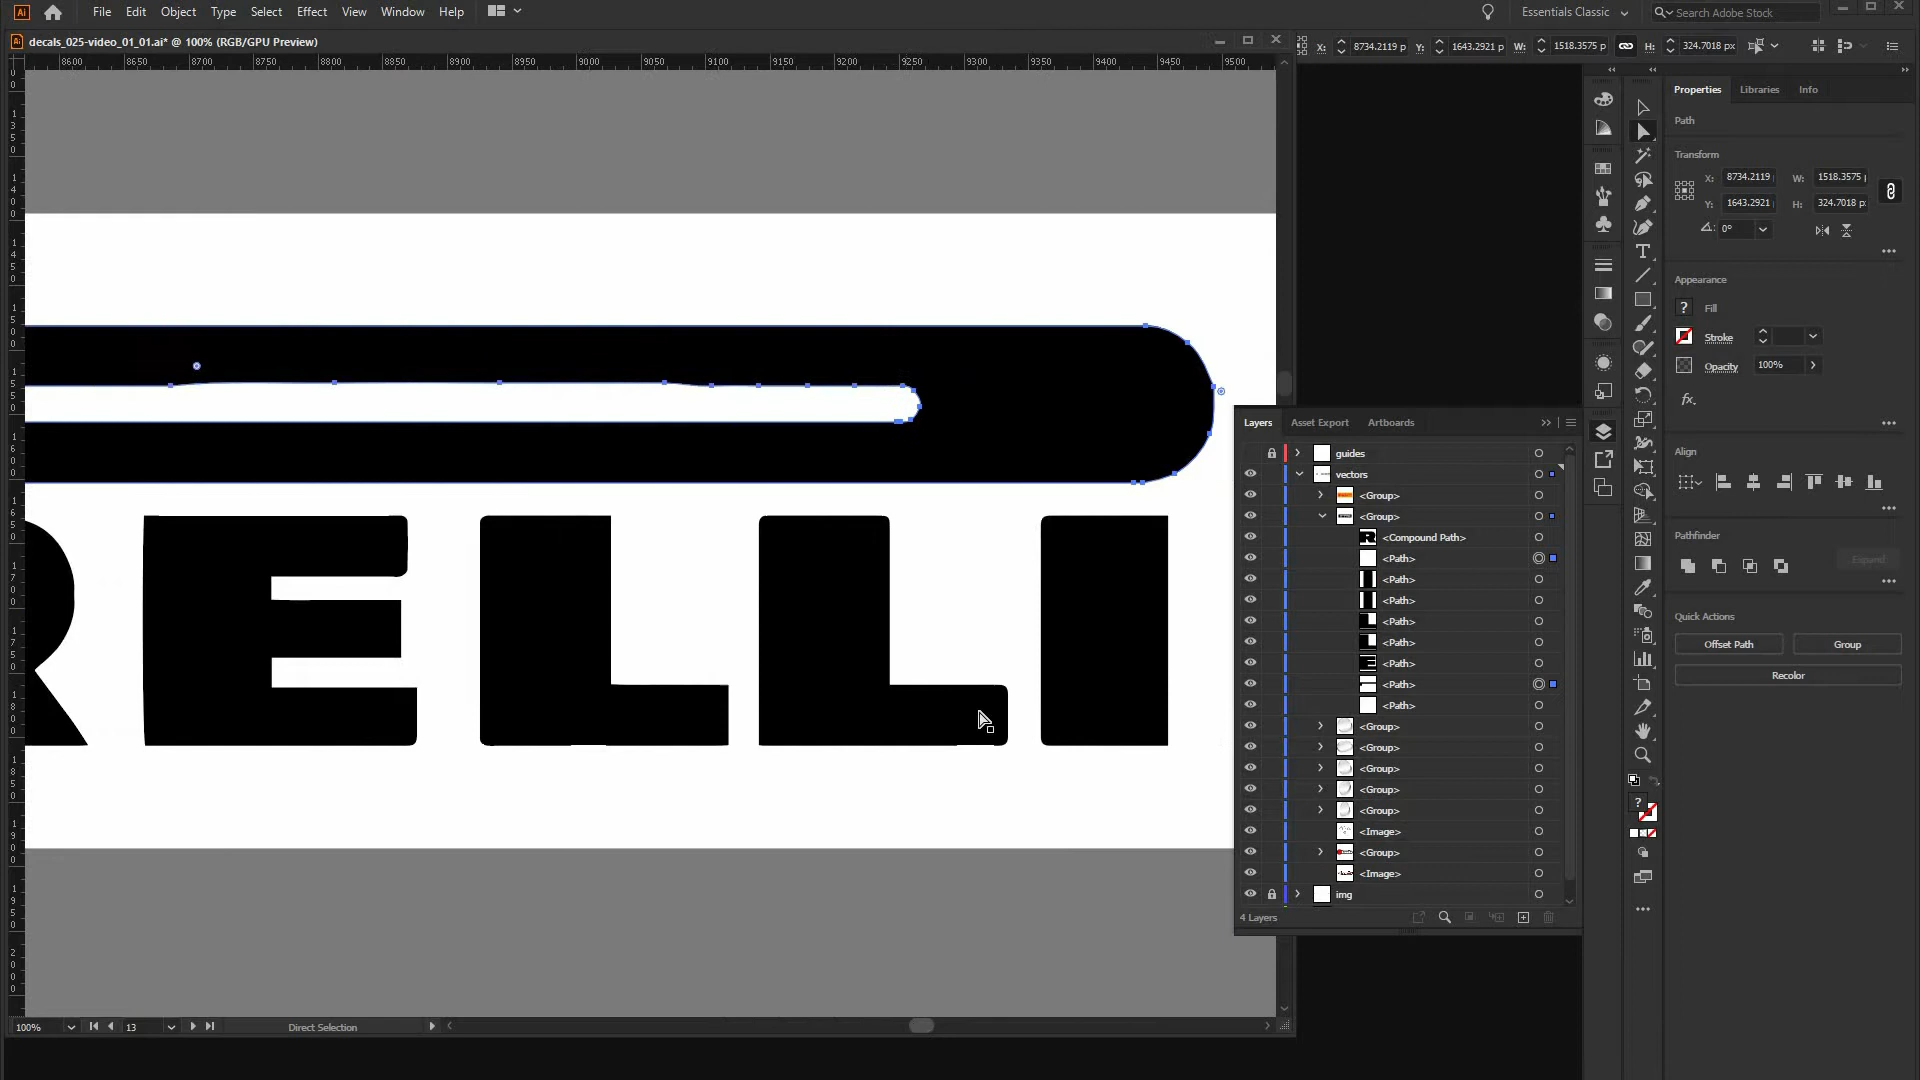 Ai File Edit Object Type Select Effect View Window Help Essentials Classic Search Adobe Stock
decals_025-video_01_01.ai* @ 100% (RGB/GPU Preview)
X: 8734.2119 p Y: 1643.2921 p W: 1518.3575 p H: 324.7018 px
8600 8650 8700 8750 8800 8850 8900 8950 9000 9050 9100 9150 9200 9250 9300 9350 9400 9450 9500
Properties Libraries Info
Path
Transform
X: 8734.2119 W: 1518.3575
Y: 1643.2921 H: 324.7018 p
0°
Appearance
? Fill
Stroke
Opacity 100%
fx.
Align
Pathfinder
Expand
Quick Actions
Offset Path Group
Recolor
RELLI
Layers Asset Export Artboards
guides
vectors
<Group>
<Group>
<Compound Path>
<Path>
<Path>
<Path>
<Path>
<Path>
<Path>
<Path>
<Path>
<Group>
<Group>
<Group>
<Group>
<Group>
<Image>
<Group>
<Image>
img
4 Layers
100% 13 Direct Selection